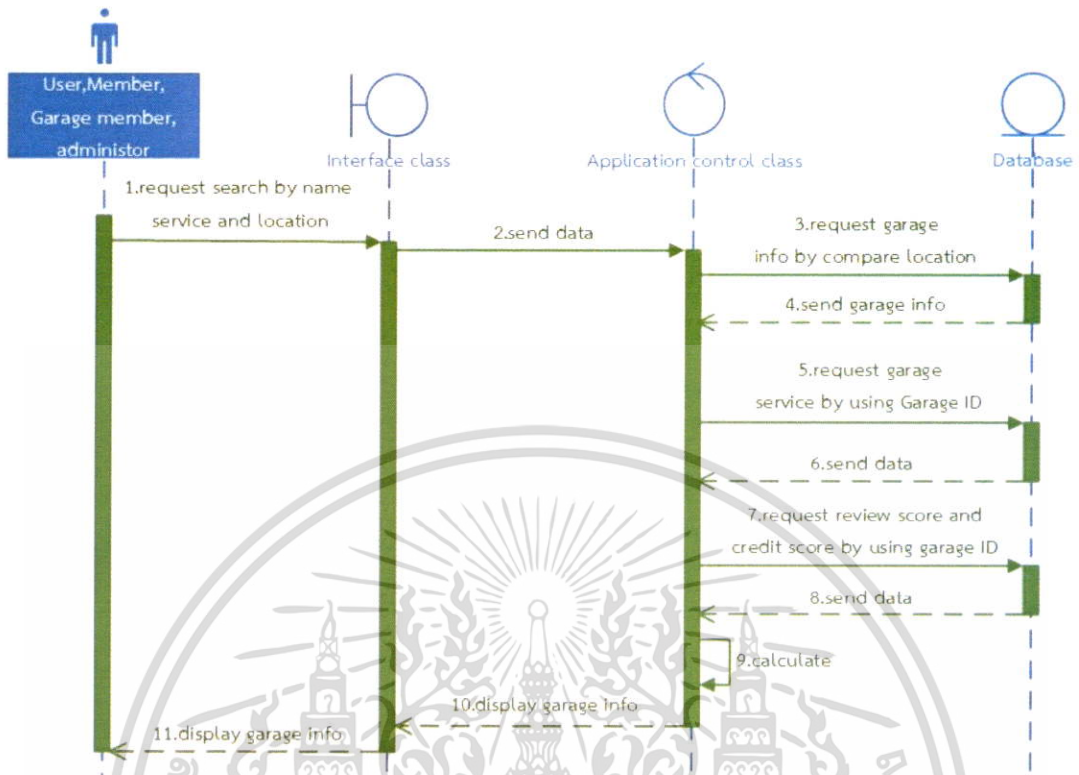 User,Member,
Garage member,
administor
Interface class
Application control class
Database
1.request search by name
service and location
2.send data
3.request garage
info by compare location
4.send garage info
5.request garage
service by using Garage ID
6.send data
7.request review score and
credit score by using garage ID
8.send data
9.calculate
10.display garage info
11.display garage info